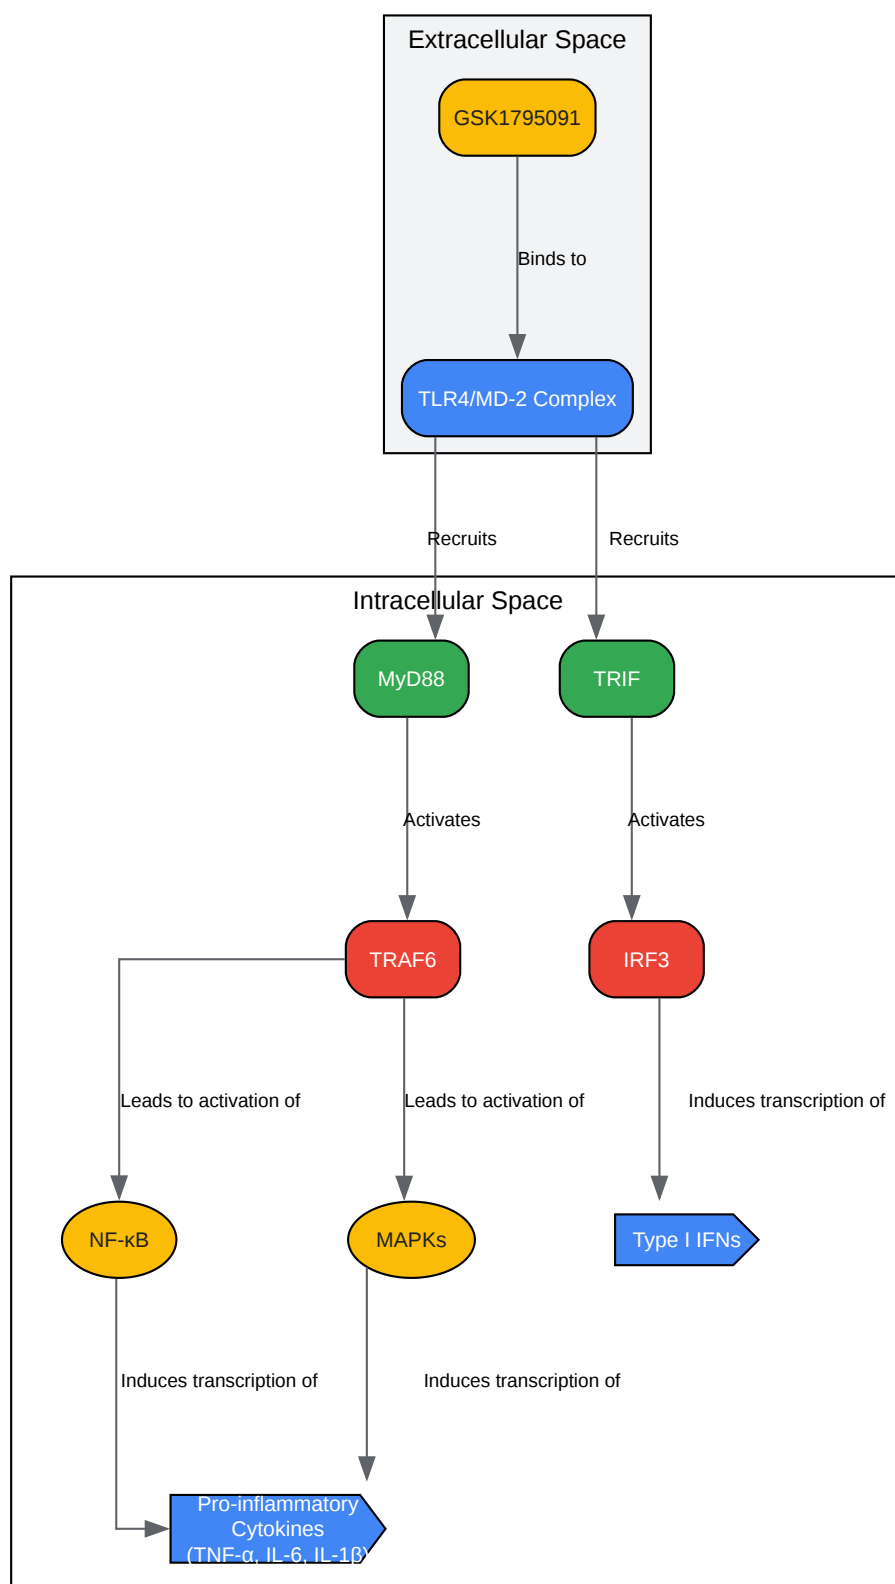 Extracellular Space
GSK1795091
Binds to
TLR4/MD-2 Complex
Recruits
Recruits
Intracellular Space
MyD88
TRIF
Activates
Activates
TRAF6
IRF3
Leads to activation of
Leads to activation of
Induces transcription of
NF-κB
MAPKs
Type I IFNs
Induces transcription of
Induces transcription of
Pro-inflammatory
Cytokines
(TNF-α, IL-6, IL-1β)